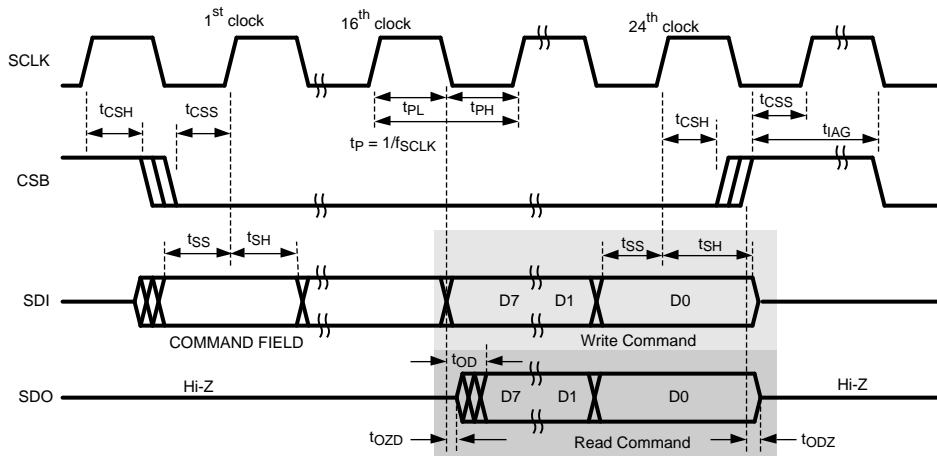 1st clock 16th clock 24th clock
SCLK
tCSH tCSS tPL tPH tCSH tCSS
tIAG
tP = 1/fSCLK
CSB
tSS tSH tSS tSH
SDI D7 D1 D0
COMMAND FIELD Write Command
tOD
Hi-Z Hi-Z
SDO D7 D1 D0
tOZD Read Command tODZ